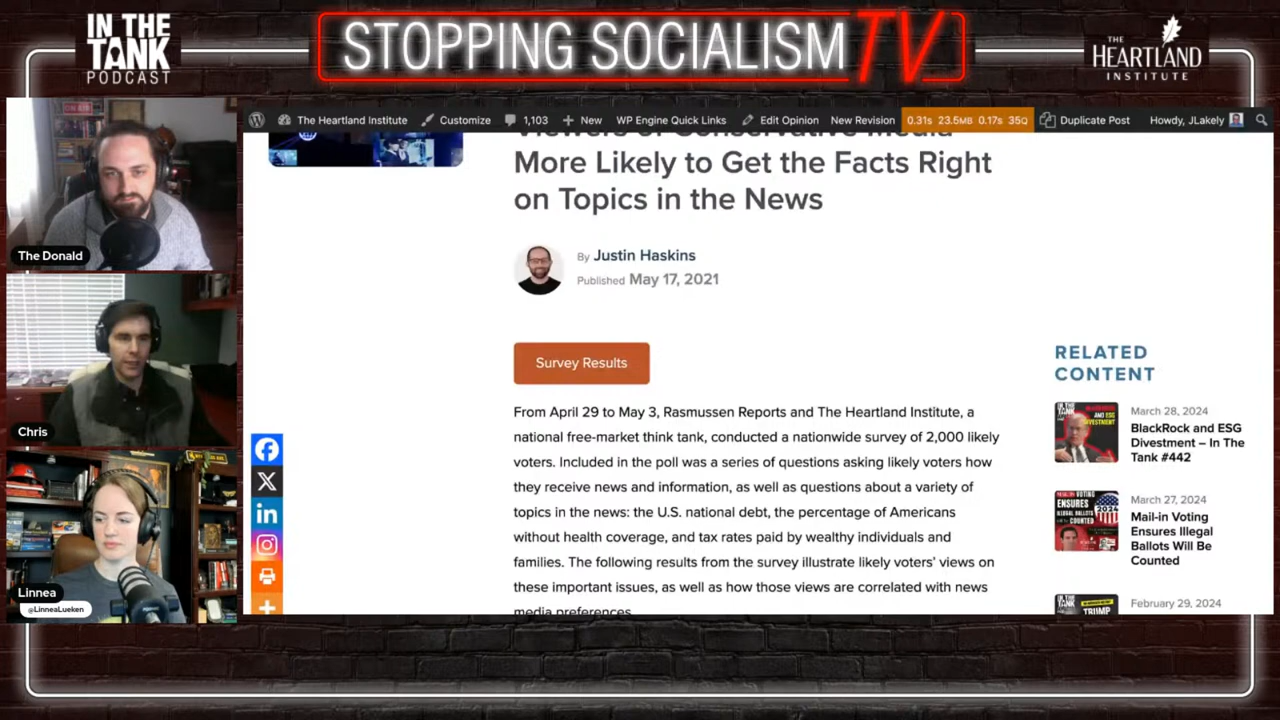 IN THE
TANK
PODCAST
STOPPING SOCIALISM TV
THE
HEARTLAND
INSTITUTE
The Heartland Institute Customize 1,103 New WP Engine Quick Links Edit Opinion New Revision 0.31s 23.5MB 0.17s 35Q Duplicate Post Howdy, JLakely
Viewers of Conservative Media
More Likely to Get the Facts Right
on Topics in the News
By Justin Haskins
Published May 17, 2021
Survey Results
From April 29 to May 3, Rasmussen Reports and The Heartland Institute, a
national free-market think tank, conducted a nationwide survey of 2,000 likely
voters. Included in the poll was a series of questions asking likely voters how
they receive news and information, as well as questions about a variety of
topics in the news: the U.S. national debt, the percentage of Americans
without health coverage, and tax rates paid by wealthy individuals and
families. The following results from the survey illustrate likely voters' views on
these important issues, as well as how those views are correlated with news
media preferences.
RELATED
CONTENT
March 28, 2024
BlackRock and ESG
Divestment – In The
Tank #442
March 27, 2024
Mail-in Voting
Ensures Illegal
Ballots Will Be
Counted
February 29, 2024
The Donald
Chris
Linnea
@LinneaLueken